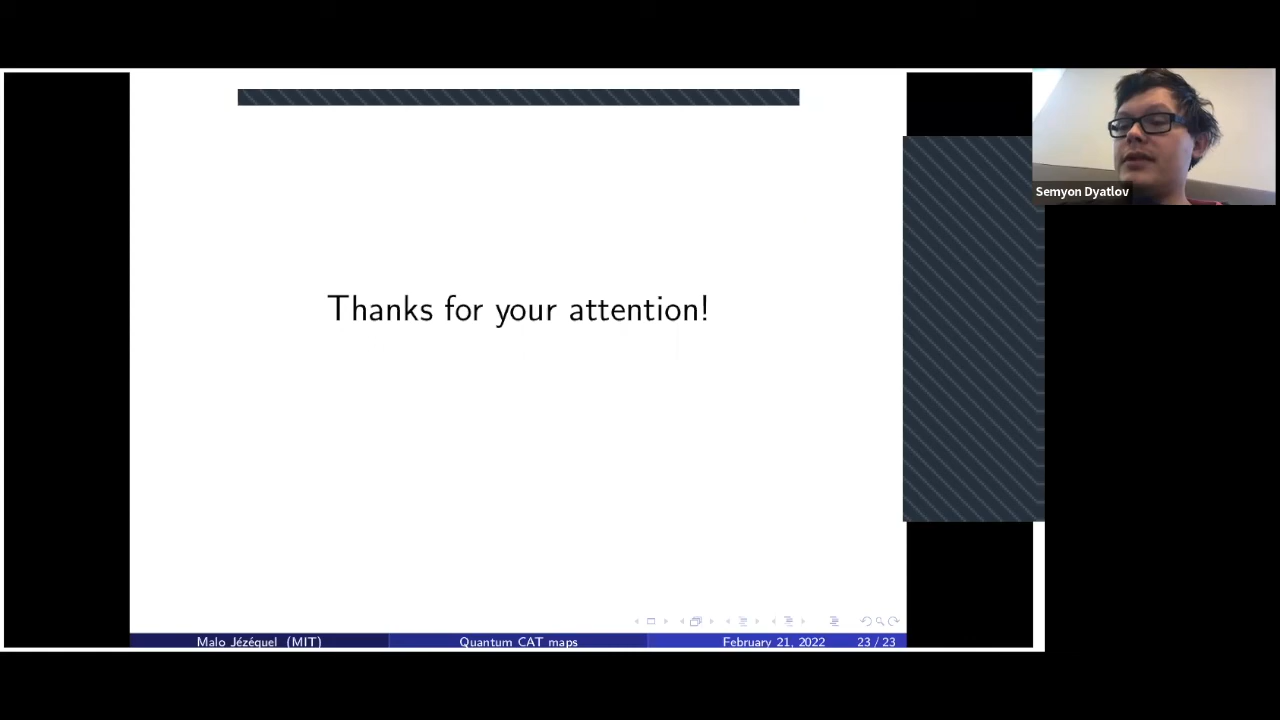 Semyon Dyatlov
Thanks for your attention!
Malo Jézéquel (MIT)
Quantum CAT maps
February 21, 2022
23 / 23